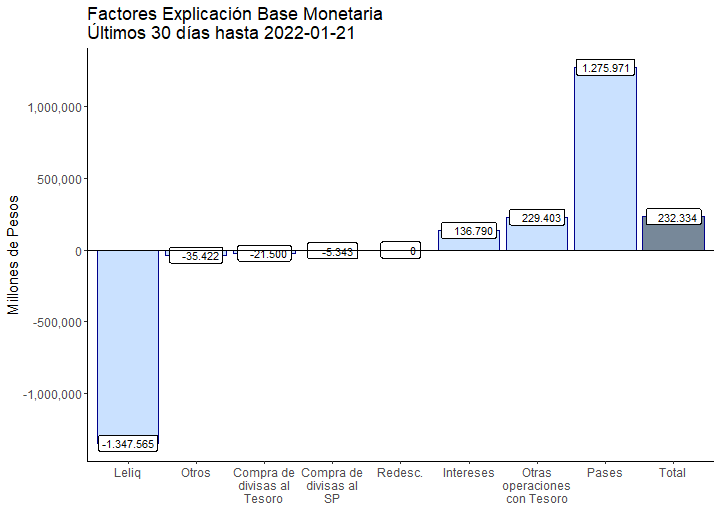 Factores Explicación Base Monetaria
Últimos 30 días hasta 2022-01-21
Millones de Pesos
1,000,000
500,000
0
-500,000
-1,000,000
-1.347.565
-35.422
-21.500
-5.343
0
136.790
229.403
1.275.971
232.334
Leliq
Otros
Compra de
divisas al
Tesoro
Compra de
divisas al
SP
Redesc.
Intereses
Otras
operaciones
con Tesoro
Pases
Total